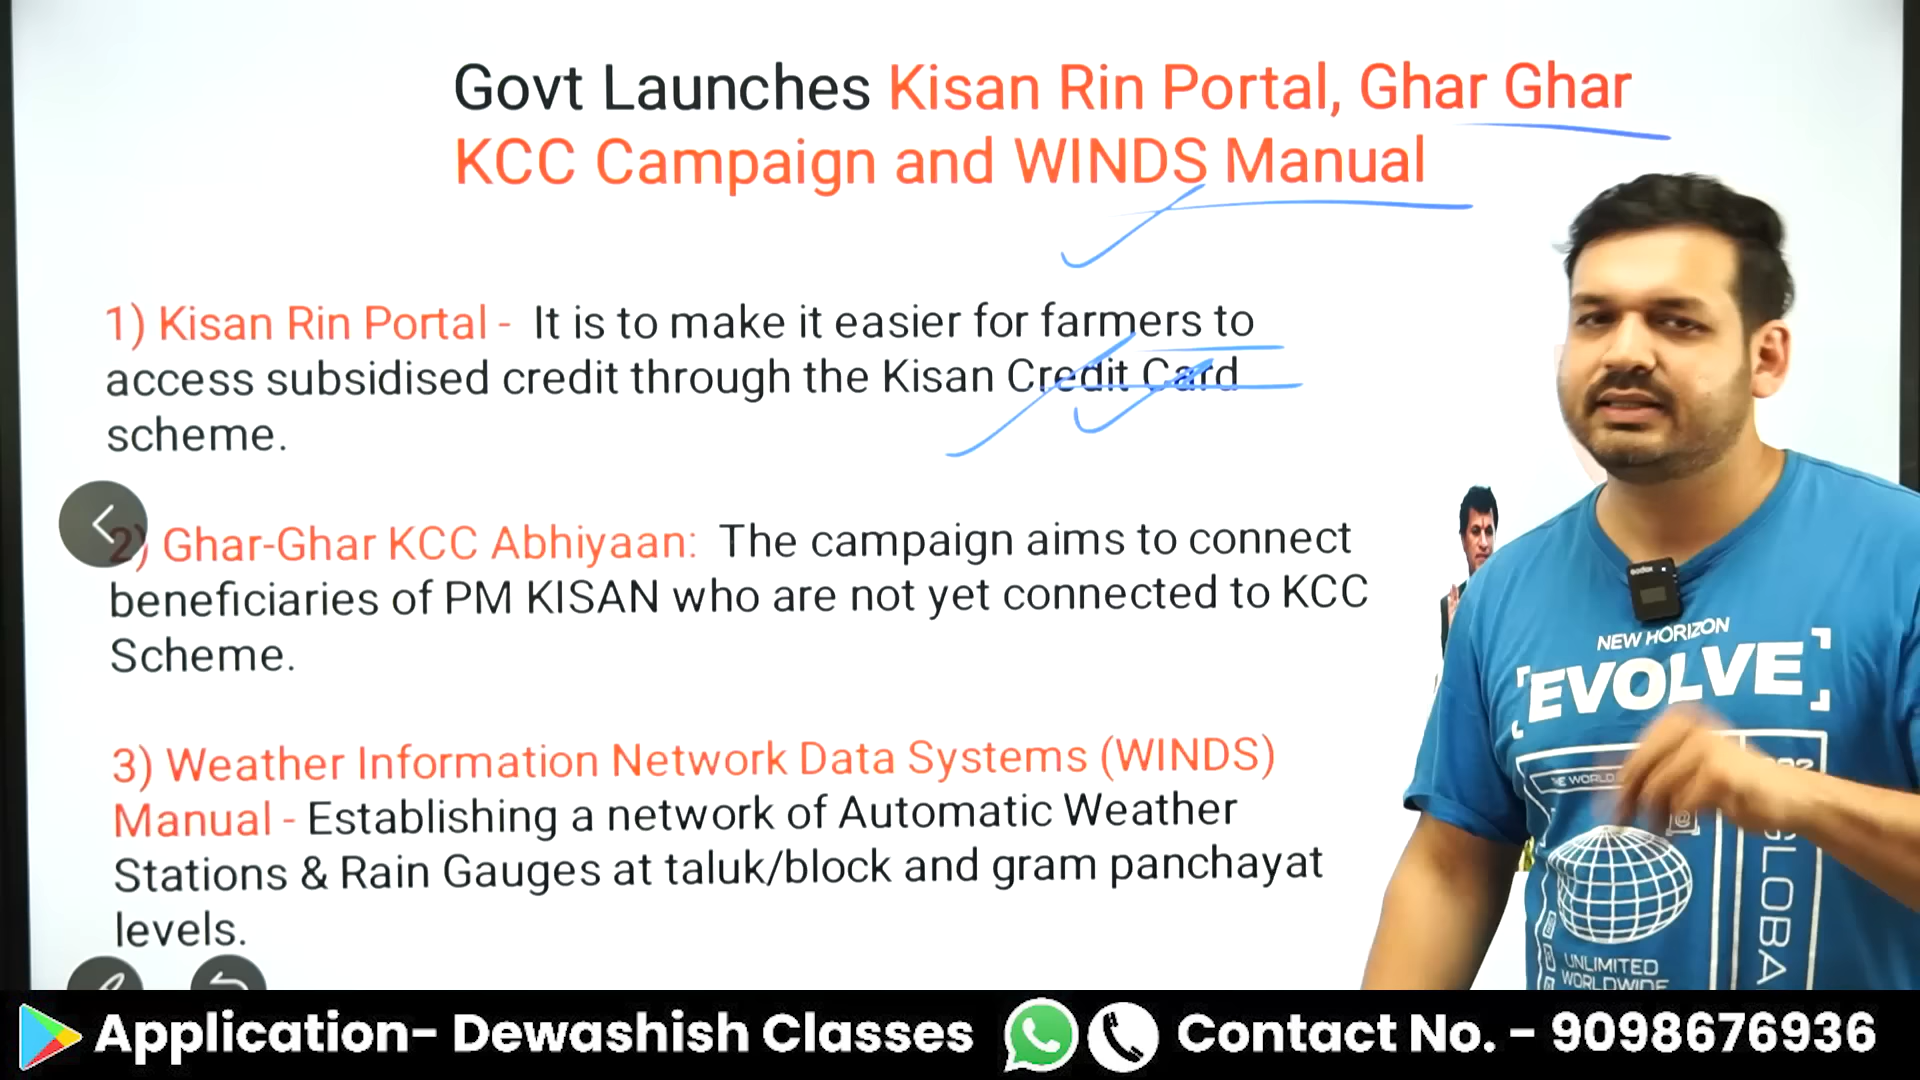 Govt Launches Kisan Rin Portal, Ghar Ghar
KCC Campaign and WINDS Manual
1) Kisan Rin Portal - It is to make it easier for farmers to
access subsidised credit through the Kisan Credit Card
scheme.
2) Ghar-Ghar KCC Abhiyaan: The campaign aims to connect
beneficiaries of PM KISAN who are not yet connected to KCC
Scheme.
3) Weather Information Network Data Systems (WINDS)
Manual - Establishing a network of Automatic Weather
Stations & Rain Gauges at taluk/block and gram panchayat
levels.
Godox
NEW HORIZON
EVOLVE
UNLIMITED
WORLDWIDE
Application- Dewashish Classes Contact No. - 9098676936